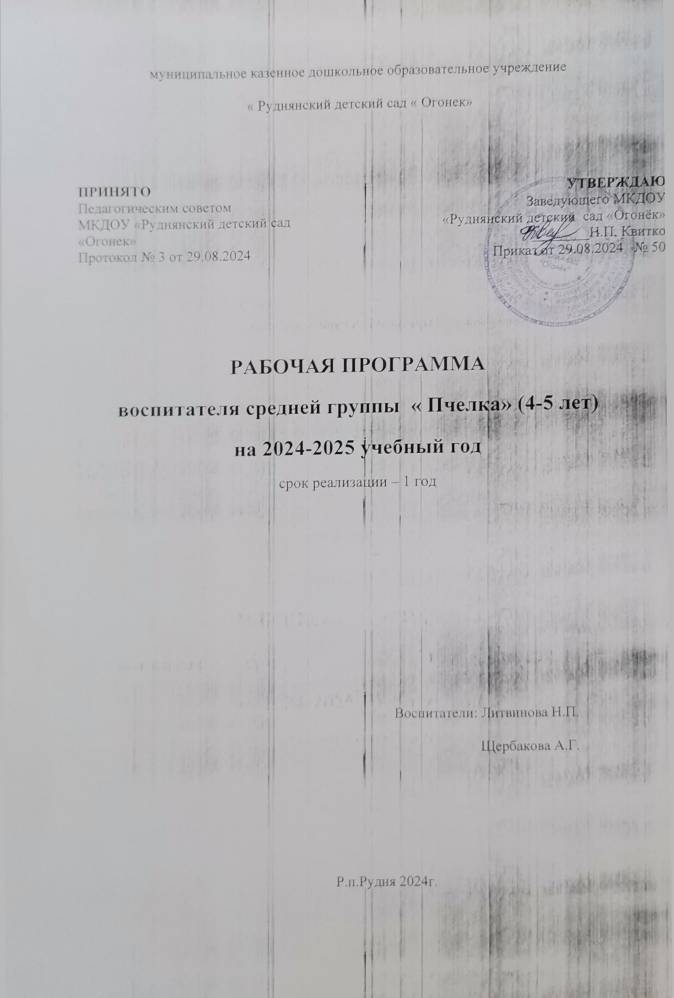 муниципальное казенное дошкольное образовательное учреждение
« Руднянский детский сад « Огонек»
ПРИНЯТО
Педагогическим советом
МКДОУ «Руднянский детский сад
«Огонек»
Протокол № 3 от 29.08.2024
УТВЕРЖДАЮ
Заведующего МКДОУ
«Руднянский детский сад «Огонёк»
Н.П. Квитко
Приказ от 29.08.2024 № 50
РАБОЧАЯ ПРОГРАММА
воспитателя средней группы « Пчелка» (4-5 лет)
на 2024-2025 учебный год
срок реализации – 1 год
Воспитатели: Литвинова Н.П.
Щербакова А.Г.
Р.п.Рудня 2024г.